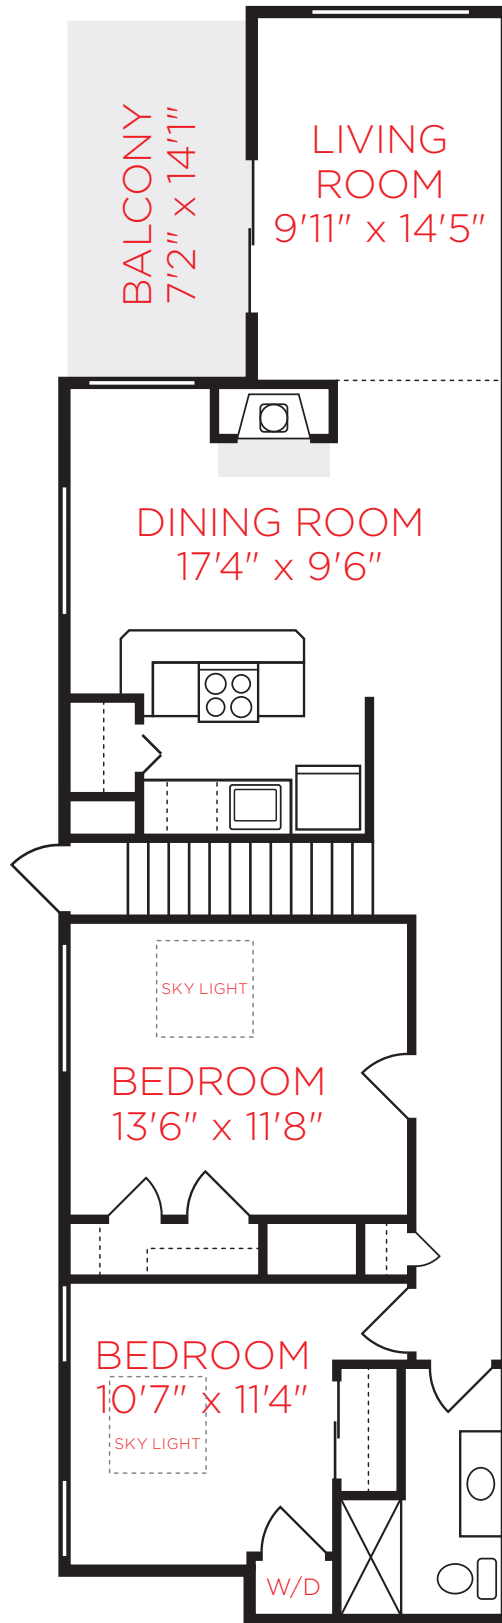 BALCONY
7'2" x 14'1"
LIVING
ROOM
9'11" x 14'5"
DINING ROOM
17'4" x 9'6"
SKY LIGHT
BEDROOM
13'6" x 11'8"
BEDROOM
10'7" x 11'4"
SKY LIGHT
W/D